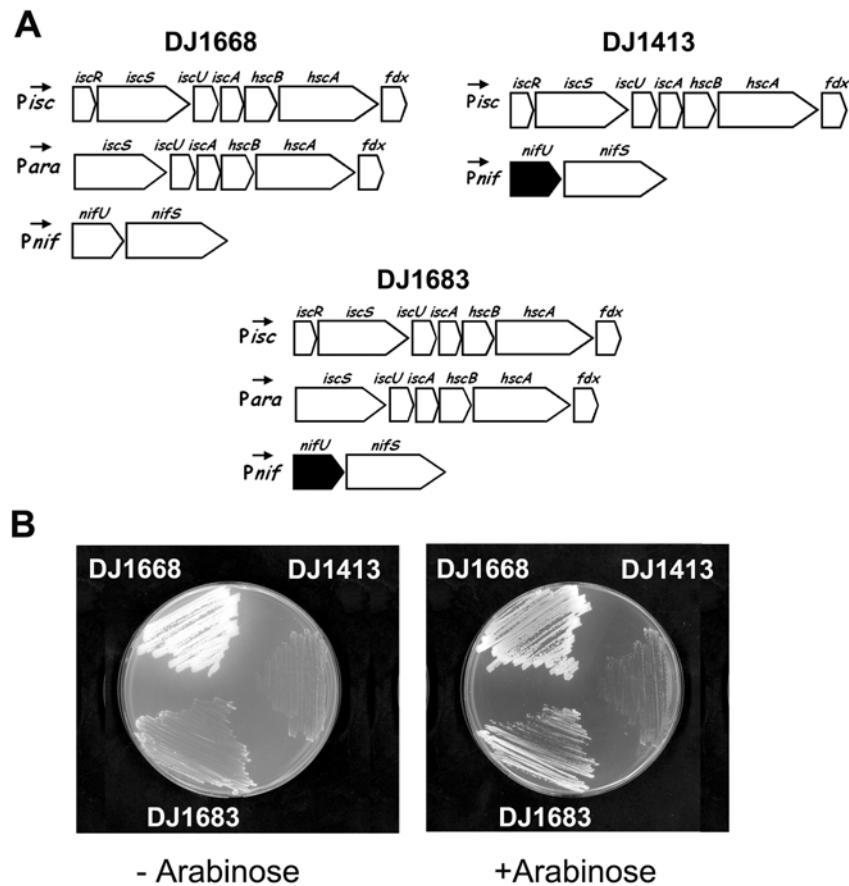 A
DJ1668
DJ1413
iscR iscS iscU iscA hscB hscA fdx
Pisc
iscR iscS iscU iscA hscB hscA fdx
Pisc
iscS iscU iscA hscB hscA fdx
Para
nifU nifS
Pnif
nifU nifS
Pnif
DJ1683
iscR iscS iscU iscA hscB hscA fdx
Pisc
iscS iscU iscA hscB hscA fdx
Para
nifU nifS
Pnif
B
DJ1668 DJ1413
DJ1683
- Arabinose
DJ1668 DJ1413
DJ1683
+Arabinose